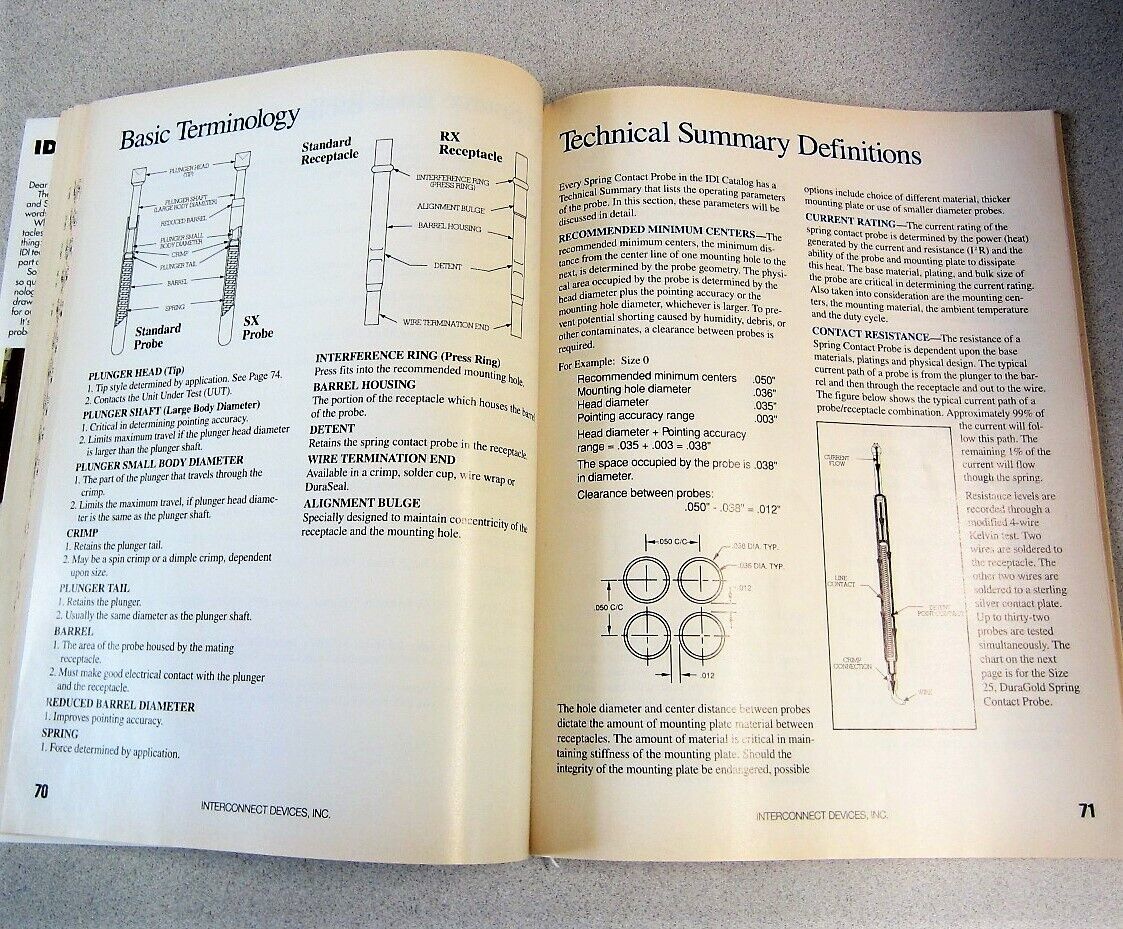 ID
Dear
The
and S
words
W
tacles
thing
IDI tec
part c
So
so qu
nolog
draw
for ou
It's
prob
Basic Terminology
PLUNGER HEAD
(TIP)
PLUNGER SHAFT
(LARGE BODY DIAMETER)
REDUCED BARREL
PLUNGER SMALL
BODY DIAMETER
CRIMP
PLUNGER TAIL
BARREL
SPRING
Standard
Probe
SX
Probe
Standard
Receptacle
RX
Receptacle
INTERFERENCE RING
(PRESS RING)
ALIGNMENT BULGE
BARREL HOUSING
DETENT
WIRE TERMINATION END
PLUNGER HEAD (Tip)
1. Tip style determined by application. See Page 74.
2. Contacts the Unit Under Test (UUT).
PLUNGER SHAFT (Large Body Diameter)
1. Critical in determining pointing accuracy.
2. Limits maximum travel if the plunger head diameter
is larger than the plunger shaft.
PLUNGER SMALL BODY DIAMETER
1. The part of the plunger that travels through the
crimp.
2. Limits the maximum travel, if plunger head diame-
ter is the same as the plunger shaft.
CRIMP
1. Retains the plunger tail.
2. May be a spin crimp or a dimple crimp, dependent
upon size.
PLUNGER TAIL
1. Retains the plunger.
2. Usually the same diameter as the plunger shaft.
BARREL
1. The area of the probe housed by the mating
receptacle.
2. Must make good electrical contact with the plunger
and the receptacle.
REDUCED BARREL DIAMETER
1. Improves pointing accuracy.
SPRING
1. Force determined by application.
INTERFERENCE RING (Press Ring)
Press fits into the recommended mounting hole.
BARREL HOUSING
The portion of the receptacle which houses the barrel
of the probe.
DETENT
Retains the spring contact probe in the receptacle.
WIRE TERMINATION END
Available in a crimp, solder cup, wire wrap or
DuraSeal.
ALIGNMENT BULGE
Specially designed to maintain concentricity of the
receptacle and the mounting hole.
70
INTERCONNECT DEVICES, INC.
Technical Summary Definitions
Every Spring Contact Probe in the IDI Catalog has a
Technical Summary that lists the operating parameters
of the probe. In this section, these parameters will be
discussed in detail.
RECOMMENDED MINIMUM CENTERS—The
recommended minimum centers, the minimum dis-
tance from the center line of one mounting hole to the
next, is determined by the probe geometry. The physi-
cal area occupied by the probe is determined by the
head diameter plus the pointing accuracy or the
mounting hole diameter, whichever is larger. To pre-
vent potential shorting caused by humidity, debris, or
other contaminates, a clearance between probes is
required.
For Example: Size 0
Recommended minimum centers .050"
Mounting hole diameter .036"
Head diameter .035"
Pointing accuracy range .003"
Head diameter + Pointing accuracy
range = .035 + .003 = .038"
The space occupied by the probe is .038"
in diameter.
Clearance between probes:
.050" - .038" = .012"
.050 C/C
.038 DIA. TYP.
.036 DIA. TYP.
.012
.050 C/C
.012
The hole diameter and center distance between probes
dictate the amount of mounting plate material between
receptacles. The amount of material is critical in main-
taining stiffness of the mounting plate. Should the
integrity of the mounting plate be endangered, possible
options include choice of different material, thicker
mounting plate or use of smaller diameter probes.
CURRENT RATING—The current rating of the
spring contact probe is determined by the power (heat)
generated by the current and resistance (I²R) and the
ability of the probe and mounting plate to dissipate
this heat. The base material, plating, and bulk size of
the probe are critical in determining the current rating.
Also taken into consideration are the mounting cen-
ters, the mounting material, the ambient temperature
and the duty cycle.
CONTACT RESISTANCE—The resistance of a
Spring Contact Probe is dependent upon the base
materials, platings and physical design. The typical
current path of a probe is from the plunger to the bar-
rel and then through the receptacle and out to the wire.
The figure below shows the typical current path of a
probe/receptacle combination. Approximately 99% of
the current will fol-
low this path. The
remaining 1% of the
current will flow
though the spring.
Resistance levels are
recorded through a
modified 4-wire
Kelvin test. Two
wires are soldered to
the receptacle. The
other two wires are
soldered to a sterling
silver contact plate.
Up to thirty-two
probes are tested
simultaneously. The
chart on the next
page is for the Size
25, DuraGold Spring
Contact Probe.
CURRENT
FLOW
LINE
CONTACT
DETENT
POINT CONTACT
CRIMP
CONNECTION
WIRE
INTERCONNECT DEVICES, INC.
71